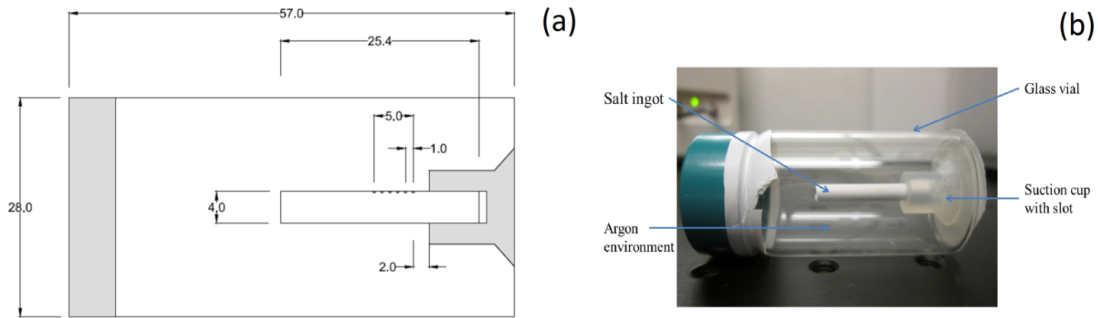 57.0
(a)
25.4
5.0
1.0
28.0
4.0
2.0
(b)
Salt ingot
Glass vial
Suction cup
with slot
Argon
environment